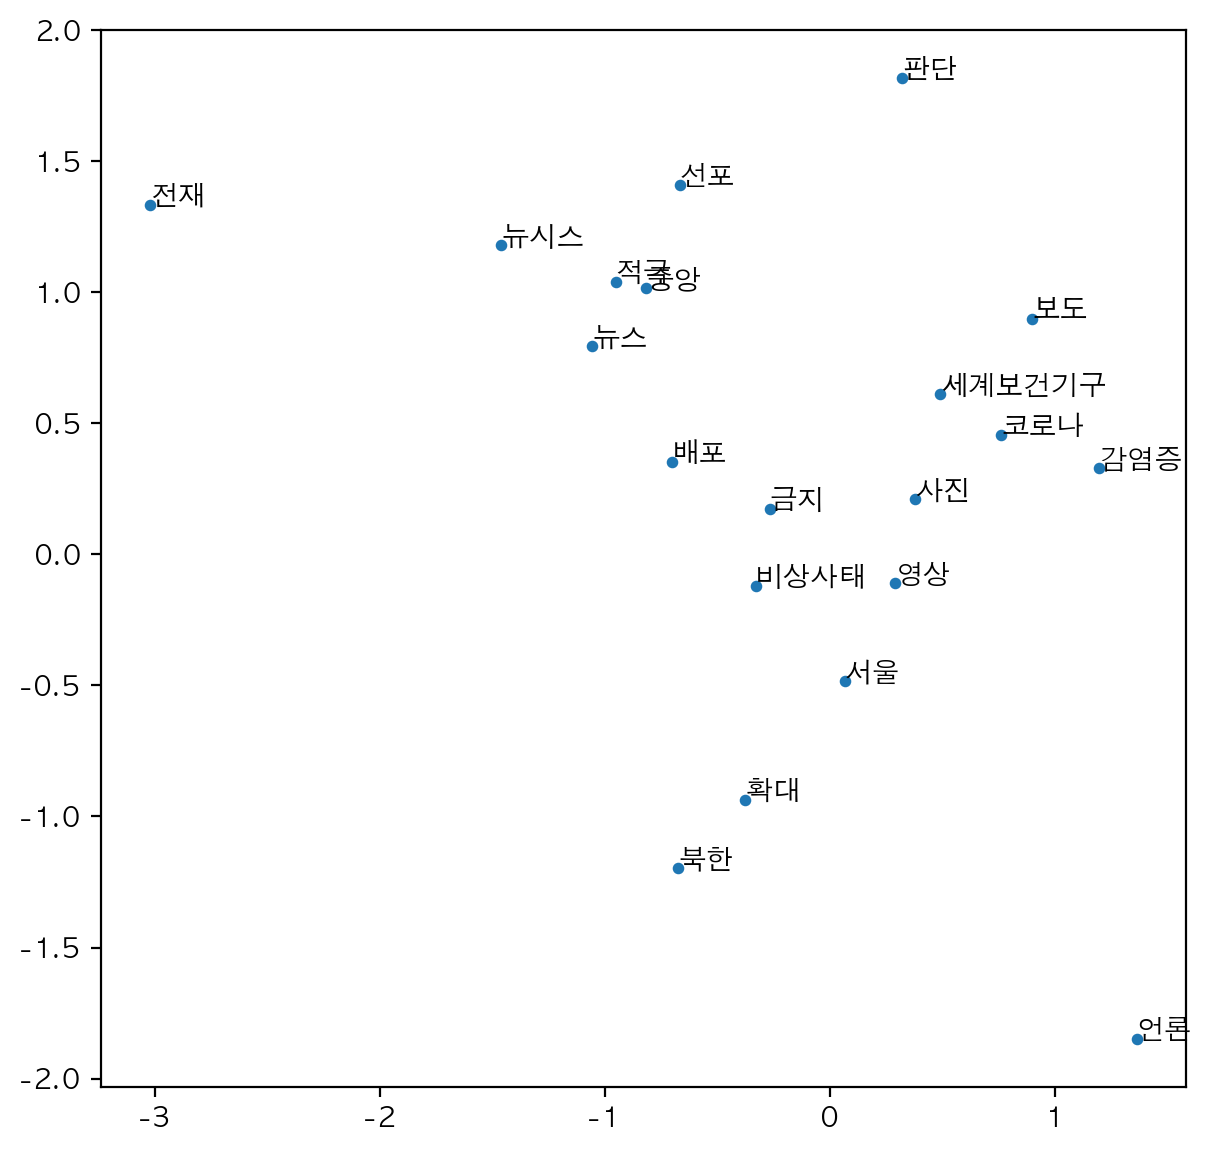 2.0
판단
1.5
선포
전재
뉴시스
적극
중앙
1.0
보도
뉴스
세계보건기구
0.5
코로나
감염증
배포
사진
금지
0.0
비상사태
영상
-0.5
서울
확대
-1.0
북한
-1.5
언론
-2.0
-3 -2 -1 0 1